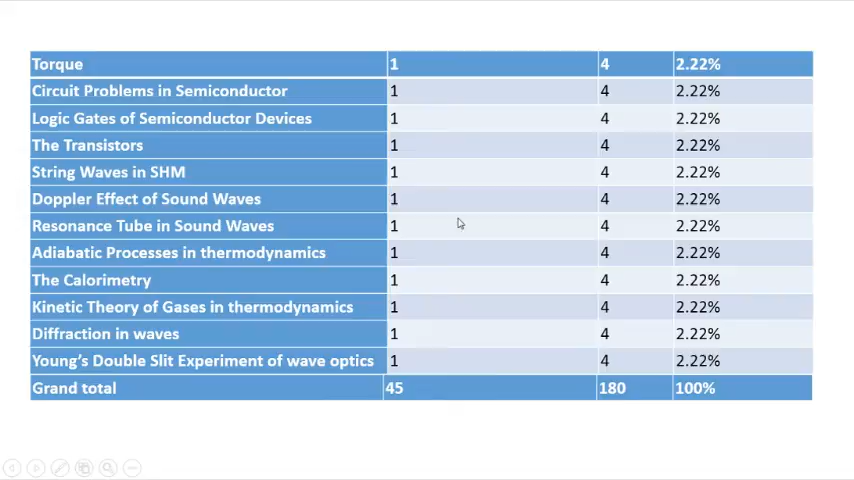 Torque 1 4 2.22%
Circuit Problems in Semiconductor 1 4 2.22%
Logic Gates of Semiconductor Devices 1 4 2.22%
The Transistors 1 4 2.22%
String Waves in SHM 1 4 2.22%
Doppler Effect of Sound Waves 1 4 2.22%
Resonance Tube in Sound Waves 1 4 2.22%
Adiabatic Processes in thermodynamics 1 4 2.22%
The Calorimetry 1 4 2.22%
Kinetic Theory of Gases in thermodynamics 1 4 2.22%
Diffraction in waves 1 4 2.22%
Young's Double Slit Experiment of wave optics 1 4 2.22%
Grand total 45 180 100%